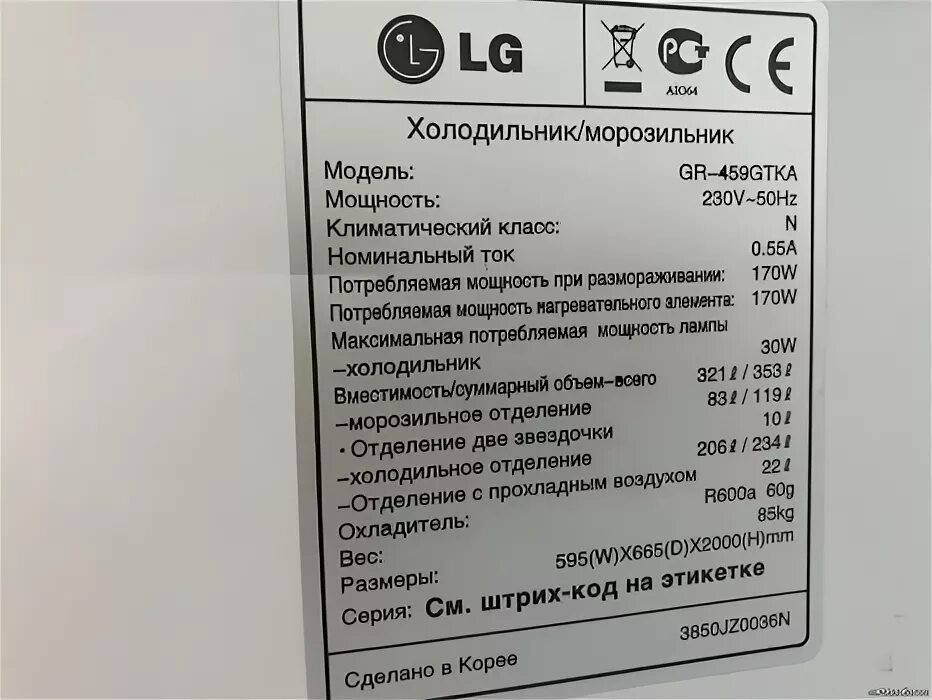 LG
РСТ
АЮ64
CE
Холодильник/морозильник
Модель: GR-459GTKA
Мощность: 230V~50Hz
Климатический класс: N
Номинальный ток 0.55A
Потребляемая мощность при размораживании: 170W
Потребляемая мощность нагревательного элемента: 170W
Максимальная потребляемая мощность лампы
–холодильник 30W
Вместимость/суммарный объем–всего 321ℓ/353ℓ
–морозильное отделение 83ℓ/119ℓ
· Отделение две звездочки 10ℓ
–холодильное отделение 206ℓ/234ℓ
–Отделение с прохладным воздухом 22ℓ
Охладитель: R600a 60g
Вес: 85kg
Размеры: 595(W)X665(D)X2000(H)mm
Серия: См. штрих-код на этикетке
Сделано в Корее 3850JZ0036N